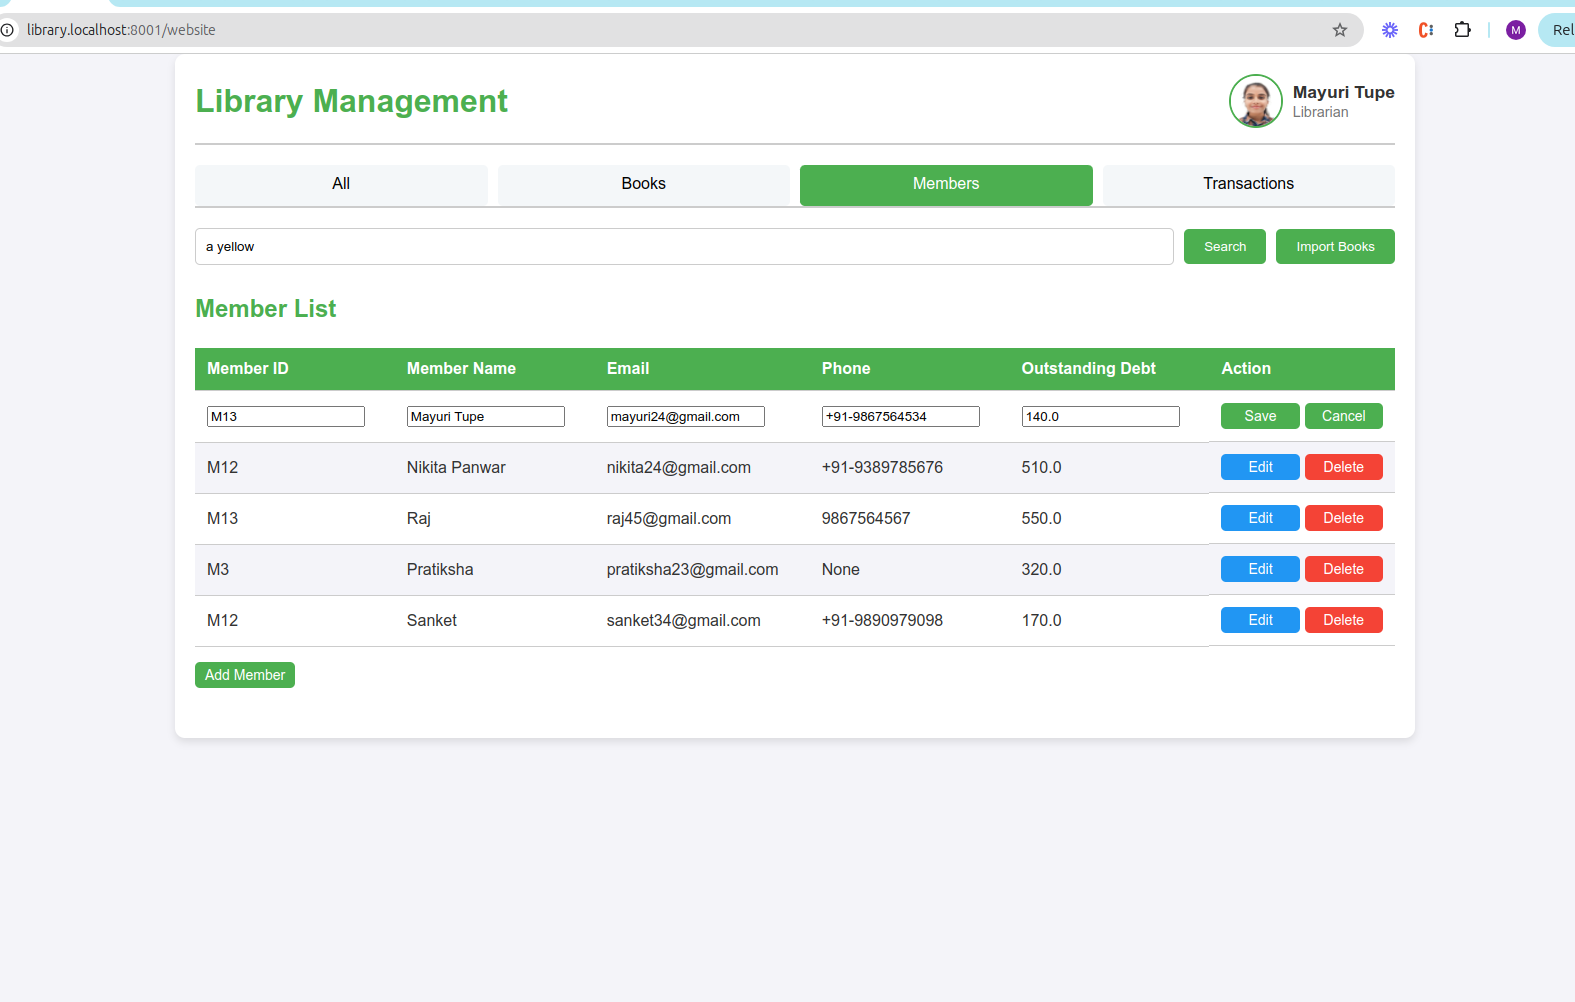 library.localhost:8001/website
M
Library Management
Mayuri Tupe
Librarian
All Books Members Transactions
a yellow Search Import Books
Member List
Member ID Member Name Email Phone Outstanding Debt Action
M13 Mayuri Tupe mayuri24@gmail.com +91-9867564534 140.0 Save Cancel
M12 Nikita Panwar nikita24@gmail.com +91-9389785676 510.0 Edit Delete
M13 Raj raj45@gmail.com 9867564567 550.0 Edit Delete
M3 Pratiksha pratiksha23@gmail.com None 320.0 Edit Delete
M12 Sanket sanket34@gmail.com +91-9890979098 170.0 Edit Delete
Add Member